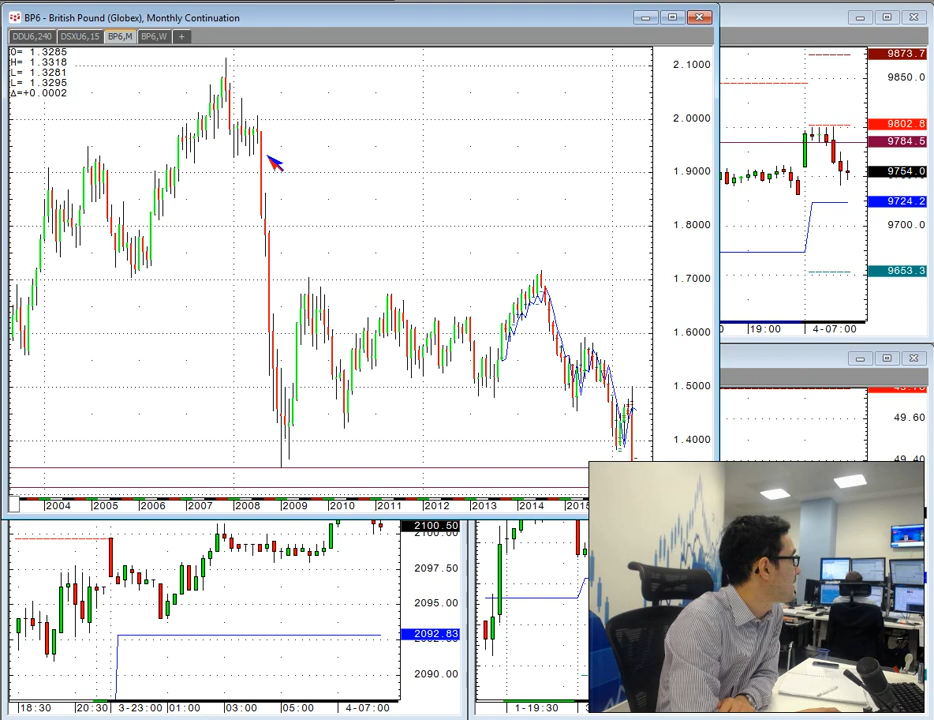 BP6 - British Pound (Globex), Monthly Continuation
DDU6,240 DSXU6,15 BP6,M BP6,W +
O= 1.3285
H= 1.3318
L= 1.3281
L= 1.3295
Δ=+0.0002
2.1000
2.0000
1.9000
1.8000
1.7000
1.6000
1.5000
1.4000
2004 2005 2006 2007 2008 2009 2010 2011 2012 2013 2014 2015
9873.7
9850.0
9802.8
9784.5
9754.0
9724.2
9700.0
9653.3
19:00 4-07:00
49.60
49.40
2100.50
2097.50
2095.00
2092.83
2090.00
18:30 20:30 3-23:00 01:00 03:00 05:00 4-07:00
1-19:30